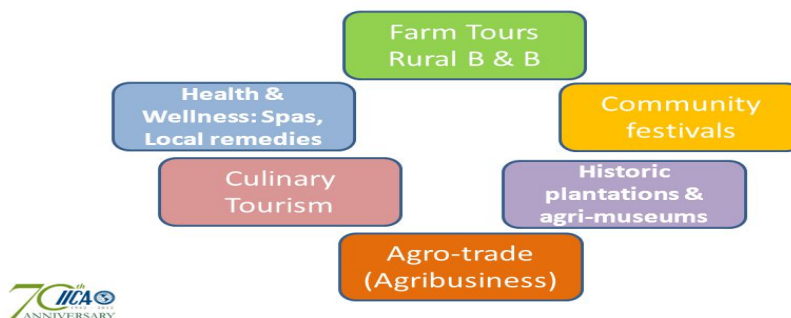 Farm Tours
Rural B & B
Health &
Wellness: Spas,
Local remedies
Community
festivals
Culinary
Tourism
Historic
plantations &
agri-museums
Agro-trade
(Agribusiness)
70th
IICA
ANNIVERSARY